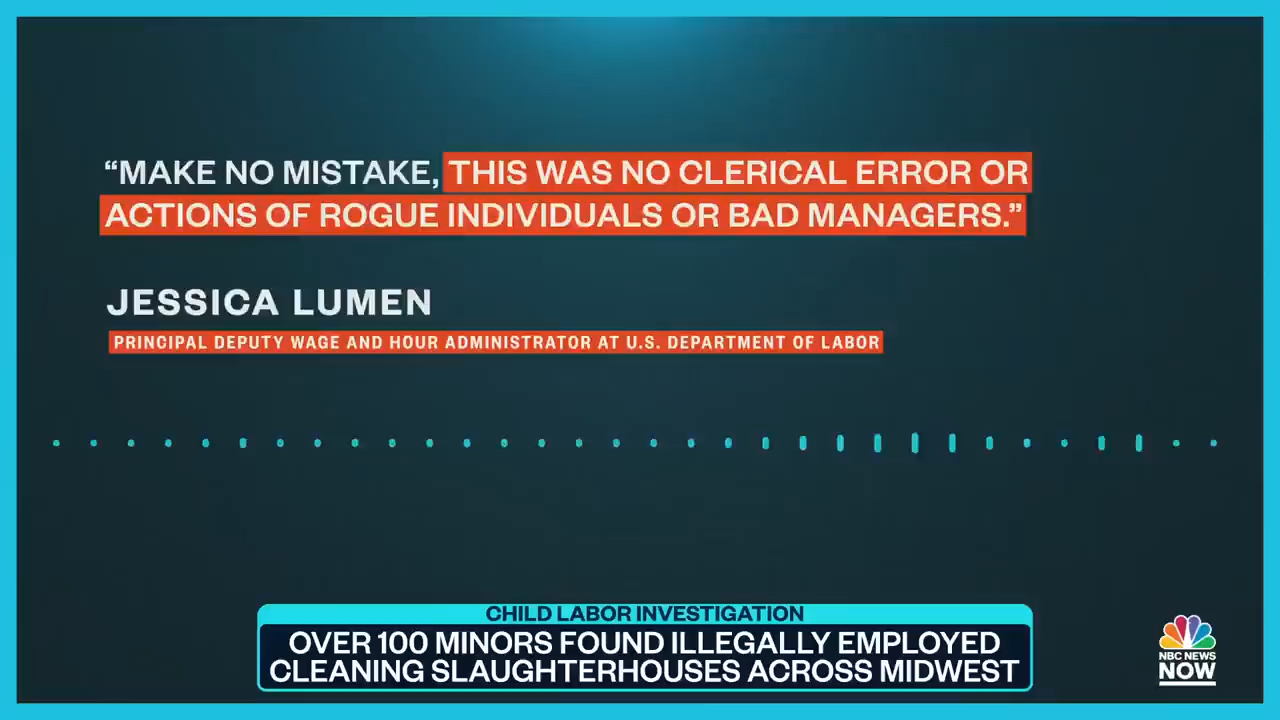 “MAKE NO MISTAKE, THIS WAS NO CLERICAL ERROR OR
ACTIONS OF ROGUE INDIVIDUALS OR BAD MANAGERS.”
JESSICA LUMEN
PRINCIPAL DEPUTY WAGE AND HOUR ADMINISTRATOR AT U.S. DEPARTMENT OF LABOR
CHILD LABOR INVESTIGATION
OVER 100 MINORS FOUND ILLEGALLY EMPLOYED
CLEANING SLAUGHTERHOUSES ACROSS MIDWEST
NBC NEWS
NOW